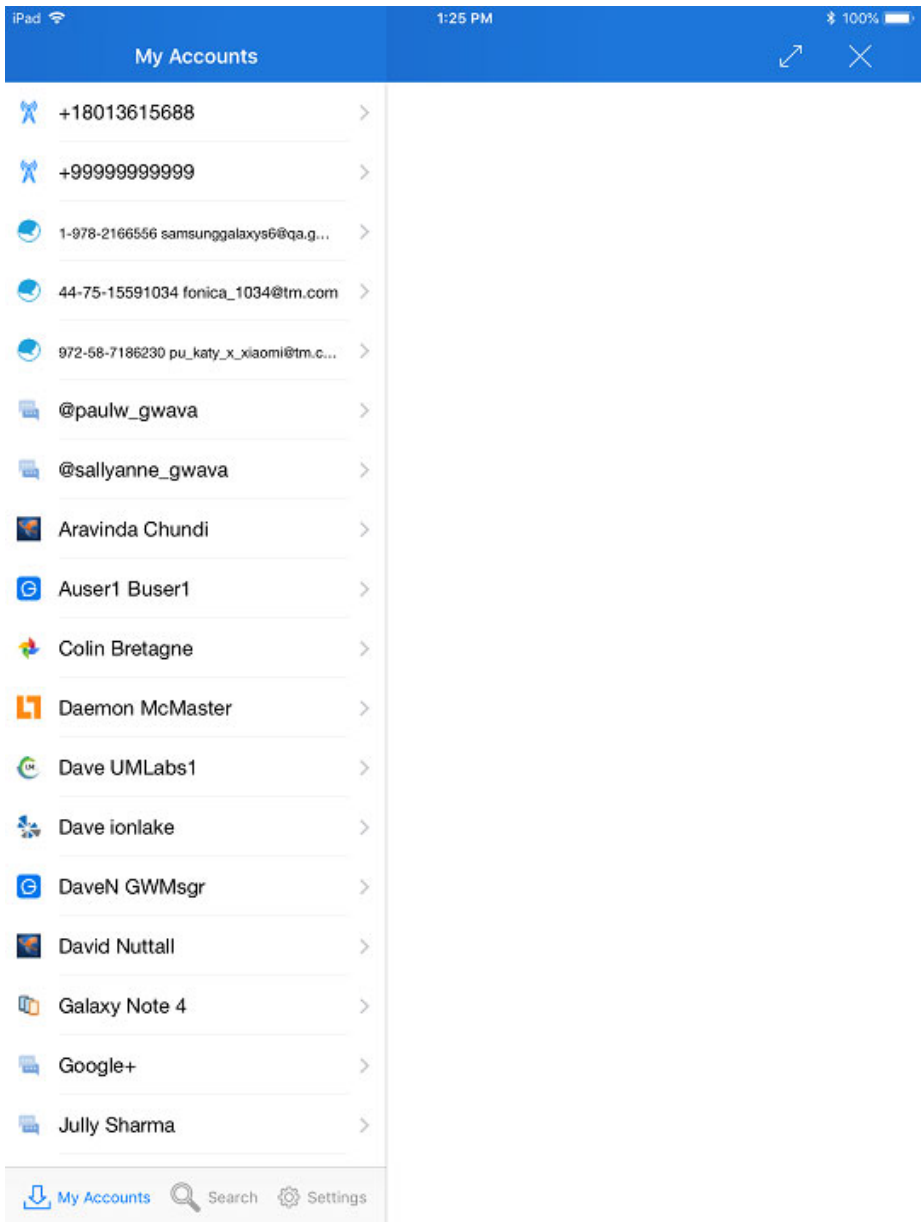 iPad 1:25 PM 100%
My Accounts
+18013615688
+99999999999
1-978-2166556 samsunggalaxys6@qa.g...
44-75-15591034 fonica_1034@tm.com
972-58-7186230 pu_katy_x_xiaomi@tm.c...
@paulw_gwava
@sallyanne_gwava
Aravinda Chundi
Auser1 Buser1
Colin Bretagne
Daemon McMaster
Dave UMLabs1
Dave ionlake
DaveN GWMsgr
David Nuttall
Galaxy Note 4
Google+
Jully Sharma
My Accounts Search Settings